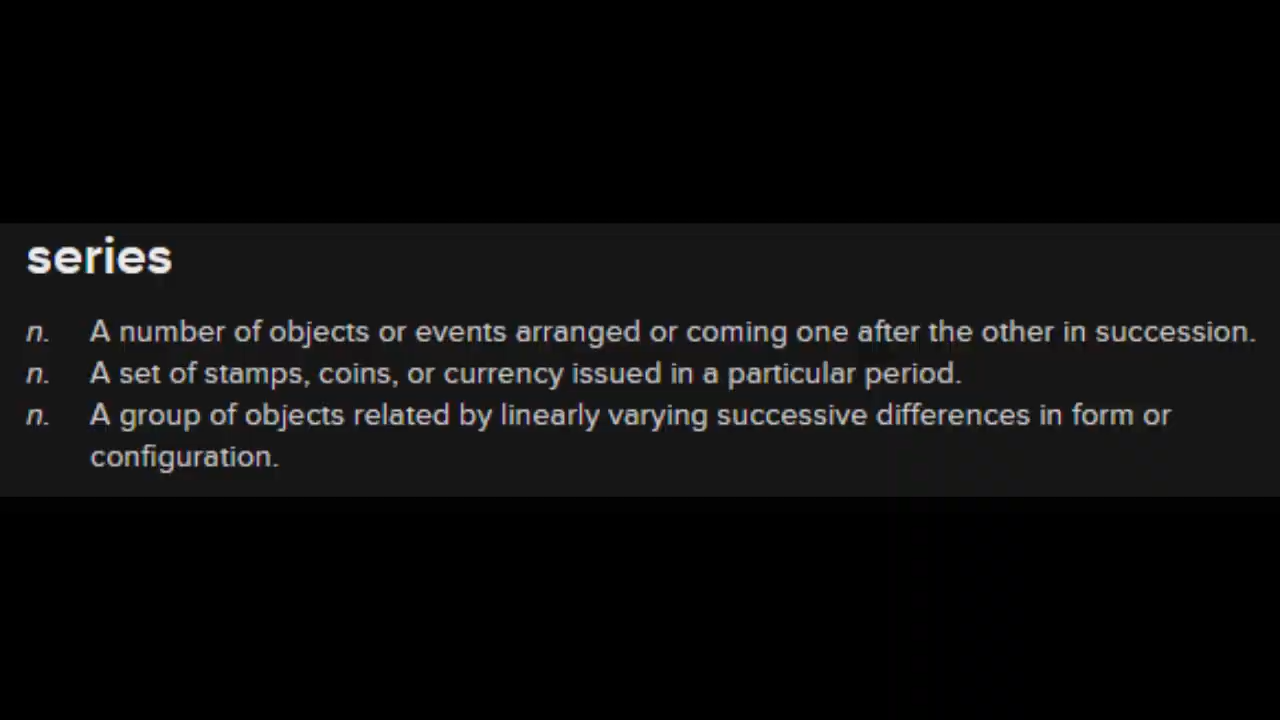 series
n. A number of objects or events arranged or coming one after the other in succession.
n. A set of stamps, coins, or currency issued in a particular period.
n. A group of objects related by linearly varying successive differences in form or
configuration.